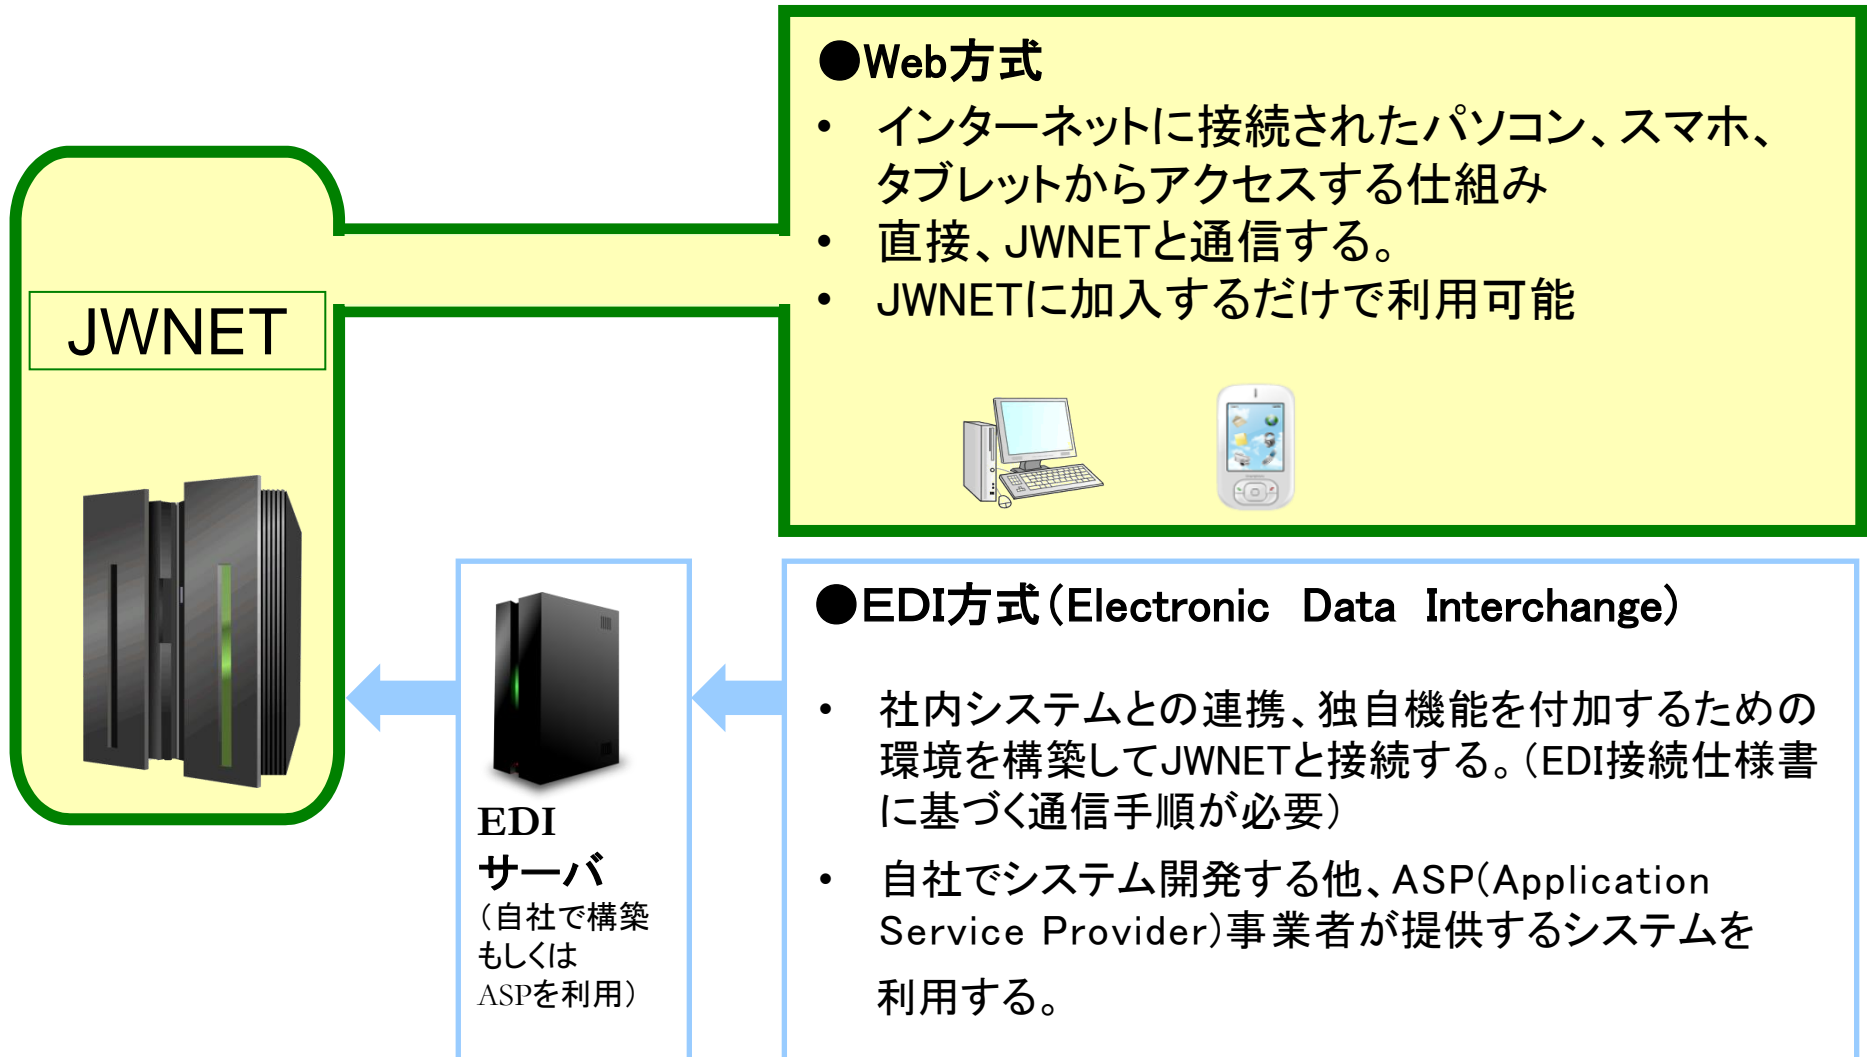 ●Web方式
• インターネットに接続されたパソコン、スマホ、
タブレットからアクセスする仕組み
• 直接、JWNETと通信する。
• JWNETに加入するだけで利用可能
JWNET
●EDI方式（Electronic　Data　Interchange）
• 社内システムとの連携、独自機能を付加するための
環境を構築してJWNETと接続する。（EDI接続仕様書
に基づく通信手順が必要）
• 自社でシステム開発する他、ASP(Application
Service Provider)事業者が提供するシステムを
利用する。
EDI
サーバ
（自社で構築
もしくは
ASPを利用）